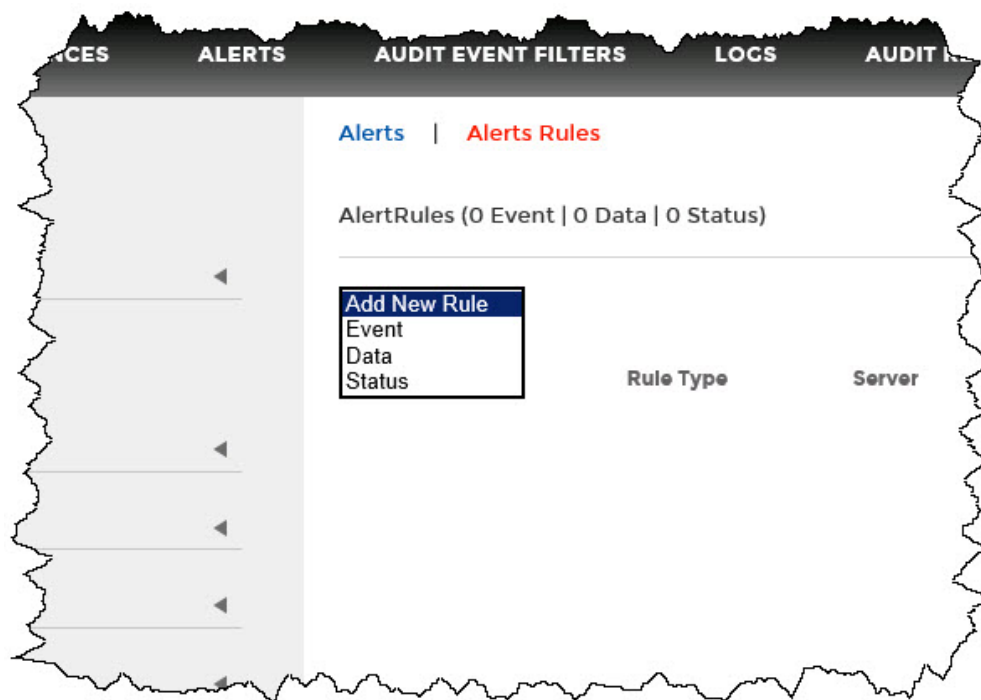 ALERTS AUDIT EVENT FILTERS LOGS AUDIT
Alerts | Alerts Rules
AlertRules (0 Event | 0 Data | 0 Status)
Add New Rule
Event
Data
Status
Rule Type Server